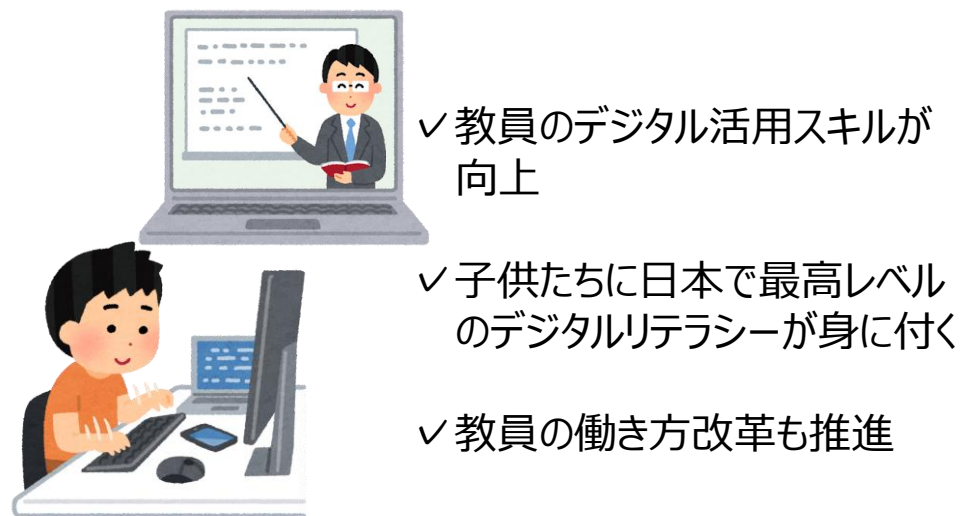 ✓教員のデジタル活用スキルが
向上
✓子供たちに日本で最高レベル
のデジタルリテラシーが身に付く
✓教員の働き方改革も推進